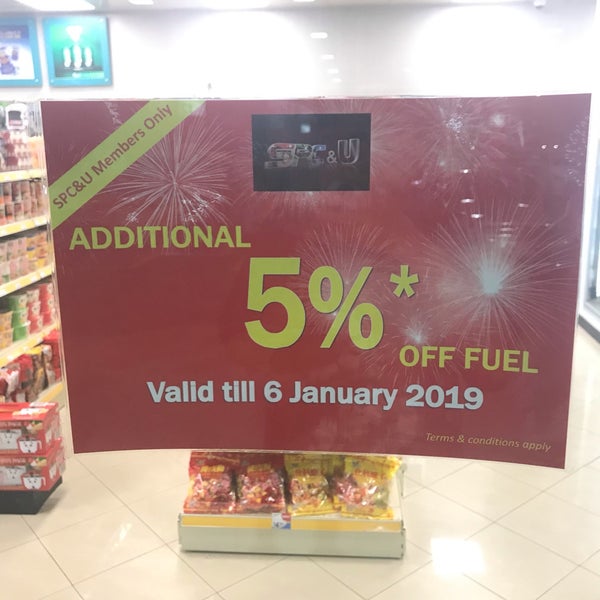 SPC&U Members Only
SPC&U
ADDITIONAL
5%*
OFF FUEL
Valid till 6 January 2019
Terms & conditions apply